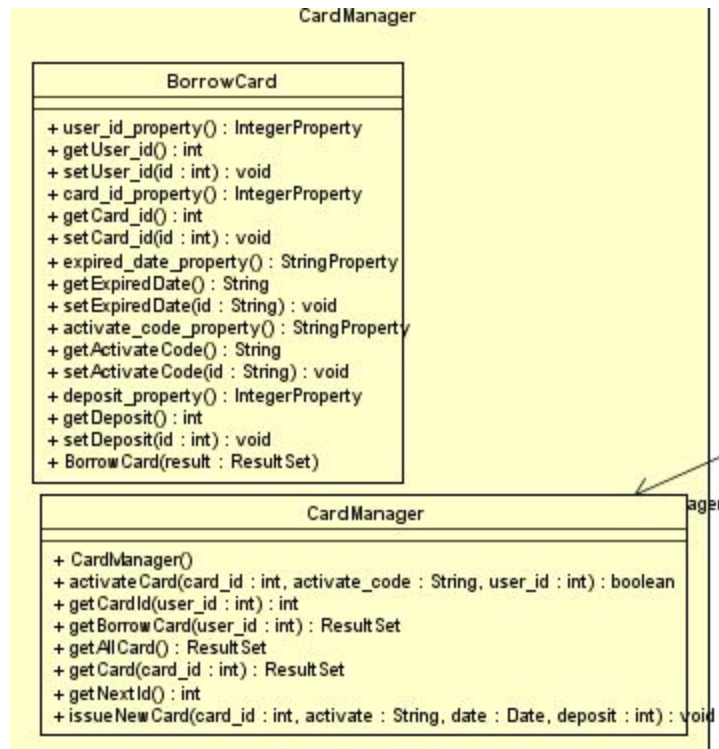 CardManager
BorrowCard
+ user_id_property() : IntegerProperty
+ getUser_id() : int
+ setUser_id(id : int) : void
+ card_id_property() : IntegerProperty
+ getCard_id() : int
+ setCard_id(id : int) : void
+ expired_date_property() : StringProperty
+ getExpiredDate() : String
+ setExpiredDate(id : String) : void
+ activate_code_property() : StringProperty
+ getActivateCode() : String
+ setActivateCode(id : String) : void
+ deposit_property() : IntegerProperty
+ getDeposit() : int
+ setDeposit(id : int) : void
+ BorrowCard(result : ResultSet)
CardManager
+ CardManager()
+ activateCard(card_id : int, activate_code : String, user_id : int) : boolean
+ getCardId(user_id : int) : int
+ getBorrowCard(user_id : int) : ResultSet
+ getAllCard() : ResultSet
+ getCard(card_id : int) : ResultSet
+ getNextId() : int
+ issueNewCard(card_id : int, activate : String, date : Date, deposit : int) : void